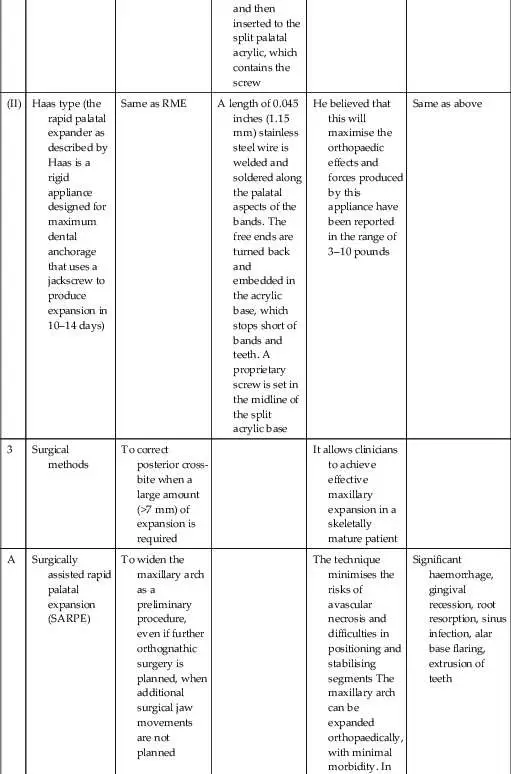 and then
inserted to the
split palatal
acrylic, which
contains the
screw
(II)
Haas type (the
rapid palatal
expander as
described by
Haas is a
rigid
appliance
designed for
maximum
dental
anchorage
that uses a
jackscrew to
produce
expansion in
10–14 days)
Same as RME
A length of 0.045
inches (1.15
mm) stainless
steel wire is
welded and
soldered along
the palatal
aspects of the
bands. The
free ends are
turned back
and
embedded in
the acrylic
base, which
stops short of
bands and
teeth. A
proprietary
screw is set in
the midline of
the split
acrylic base
He believed that
this will
maximise the
orthopaedic
effects and
forces produced
by this
appliance have
been reported
in the range of
3–10 pounds
Same as above
3
Surgical
methods
To correct
posterior cross-
bite when a
large amount
(>7 mm) of
expansion is
required
It allows clinicians
to achieve
effective
maxillary
expansion in a
skeletally
mature patient
A
Surgically
assisted rapid
palatal
expansion
(SARPE)
To widen the
maxillary arch
as a
preliminary
procedure,
even if further
orthognathic
surgery is
planned, when
additional
surgical jaw
movements
are not
planned
The technique
minimises the
risks of
avascular
necrosis and
difficulties in
positioning and
stabilising
segments The
maxillary arch
can be
expanded
orthopaedically,
with minimal
morbidity. In
Significant
haemorrhage,
gingival
recession, root
resorption, sinus
infection, alar
base flaring,
extrusion of
teeth